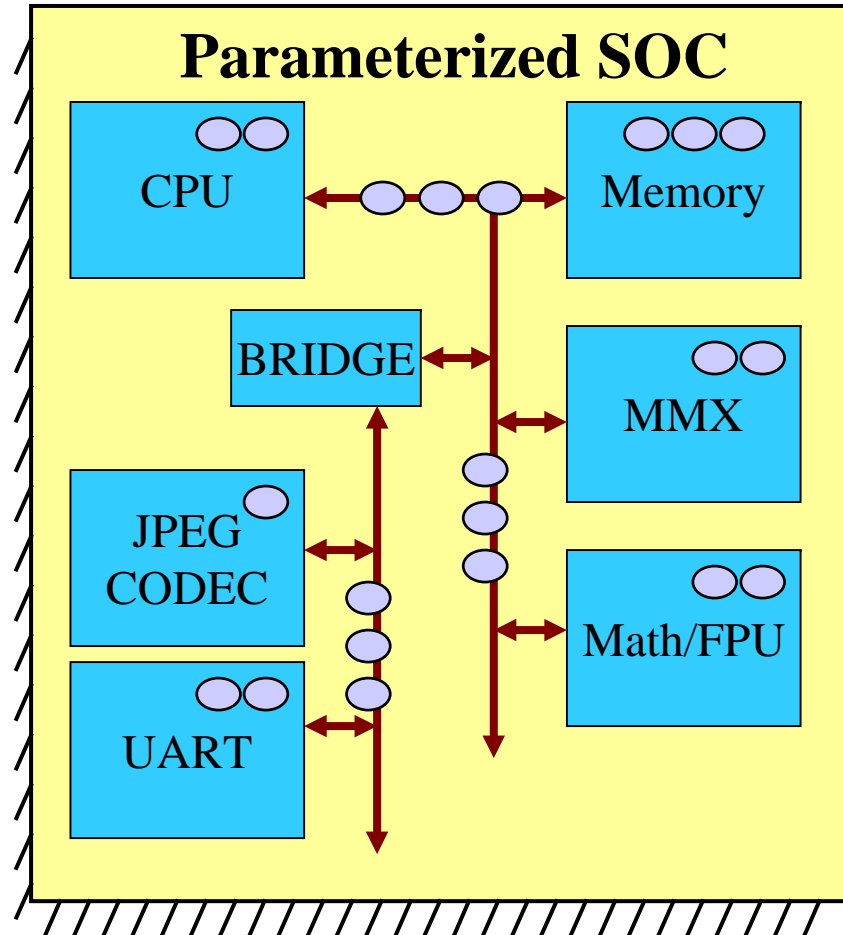 Parameterized SOC
CPU
Memory
BRIDGE
MMX
JPEG
CODEC
Math/FPU
UART